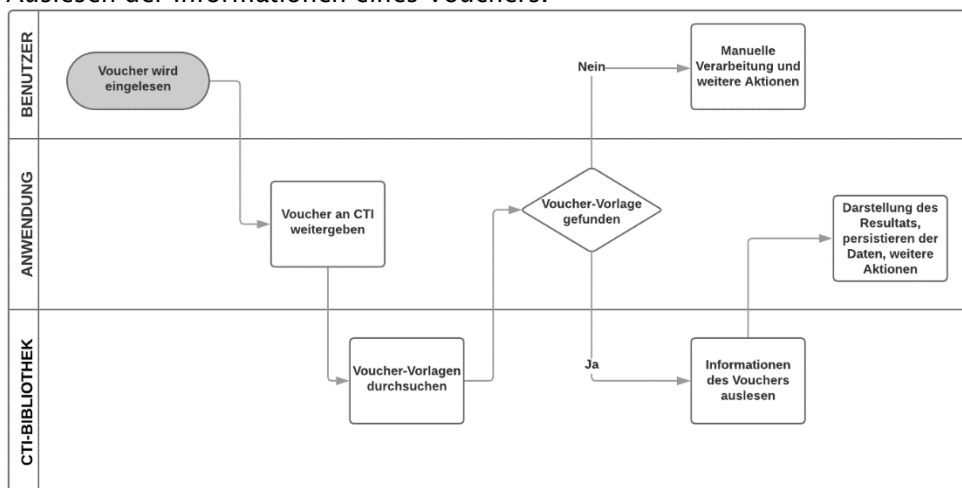 Auslesen der Informationen eines Vouchers.
BENUTZER
Voucher wird
eingelesen
Nein
Manuelle
Verarbeitung und
weitere Aktionen
ANWENDUNG
Voucher an CTI
weitergeben
Voucher-Vorlage
gefunden
Darstellung des
Resultats,
persistieren der
Daten, weitere
Aktionen
CTI-BIBLIOTHEK
Voucher-Vorlagen
durchsuchen
Ja
Informationen
des Vouchers
auslesen